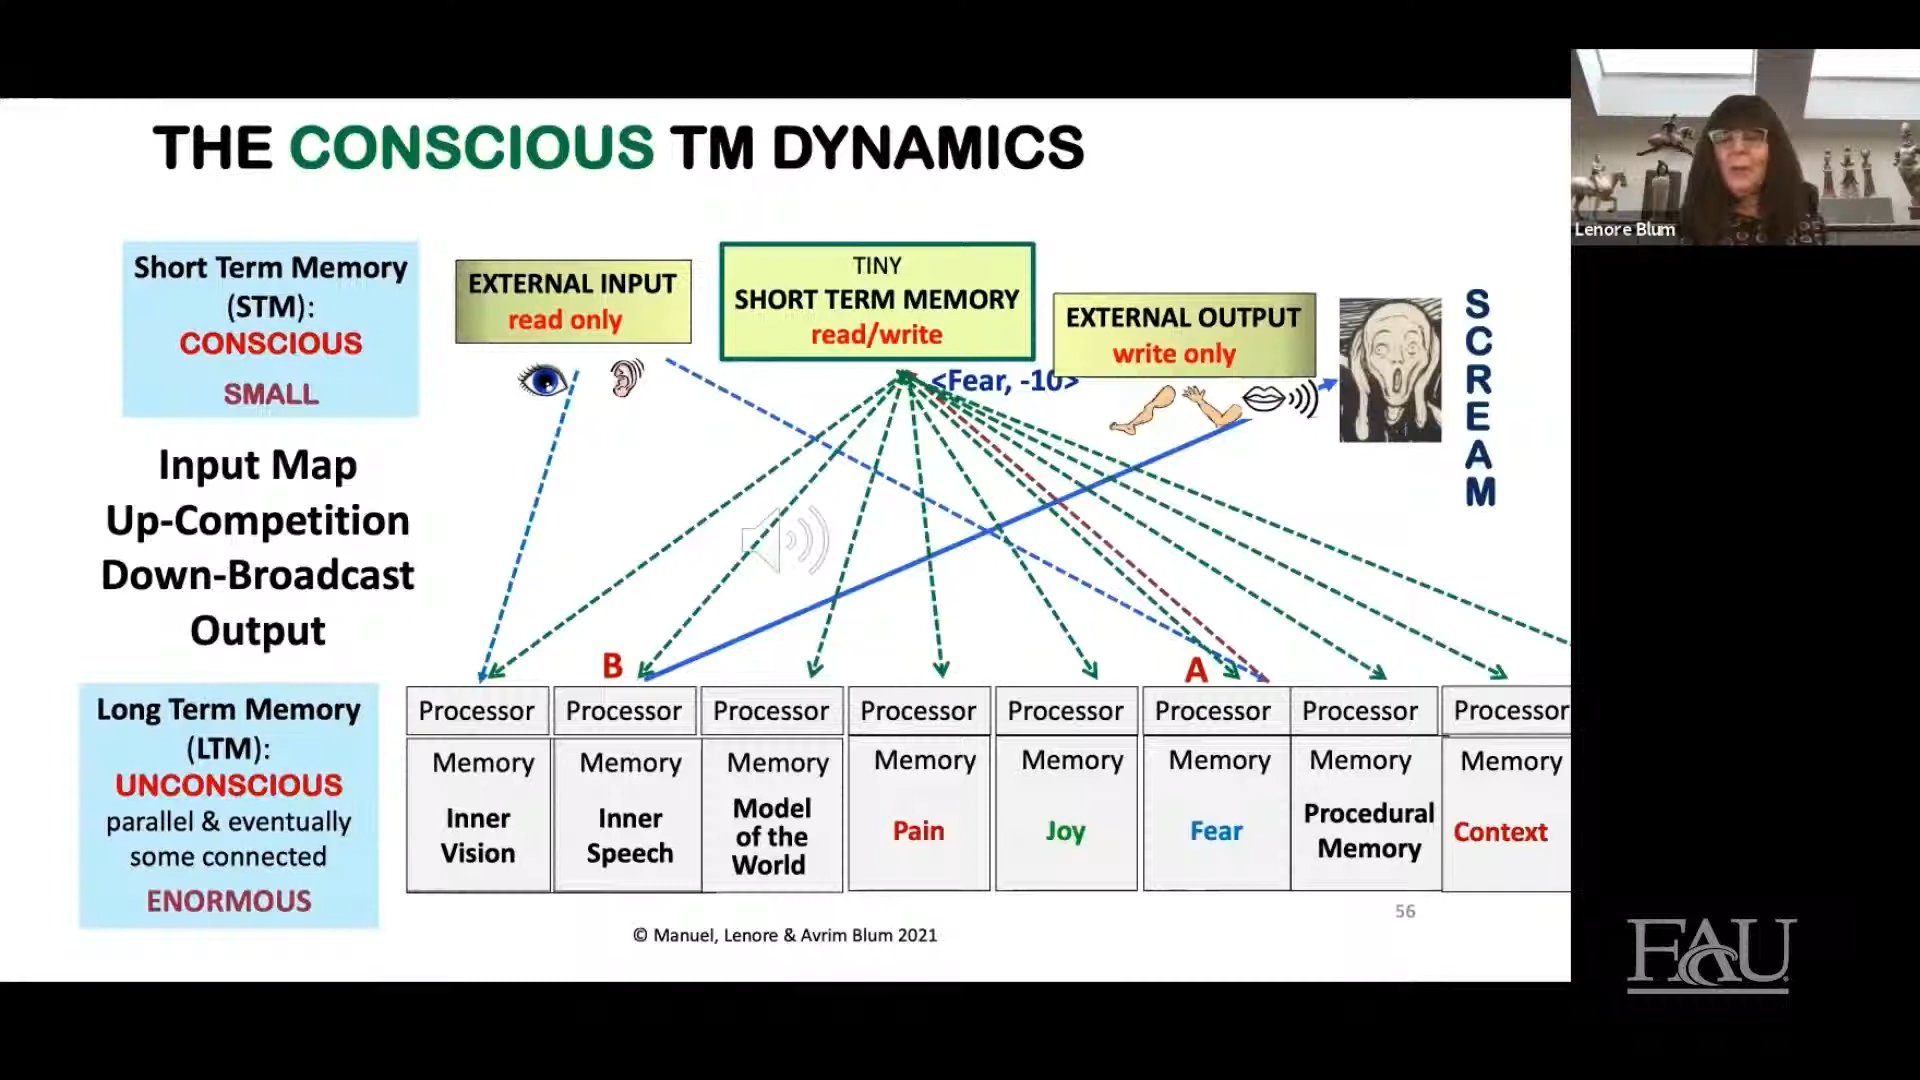 THE CONSCIOUS TM DYNAMICS
Short Term Memory
(STM):
CONSCIOUS
SMALL
EXTERNAL INPUT
read only
TINY
SHORT TERM MEMORY
read/write
EXTERNAL OUTPUT
write only
<Fear, -10>
S
C
R
E
A
M
Lenore Blum
Input Map
Up-Competition
Down-Broadcast
Output
B
A
Long Term Memory
(LTM):
UNCONSCIOUS
parallel & eventually
some connected
ENORMOUS
Processor Processor Processor Processor Processor Processor Processor Processor
Memory Memory Memory Memory Memory Memory Memory Memory
Inner
Vision
Inner
Speech
Model
of the
World
Pain
Joy
Fear
Procedural
Memory
Context
56
© Manuel, Lenore & Avrim Blum 2021
FAU